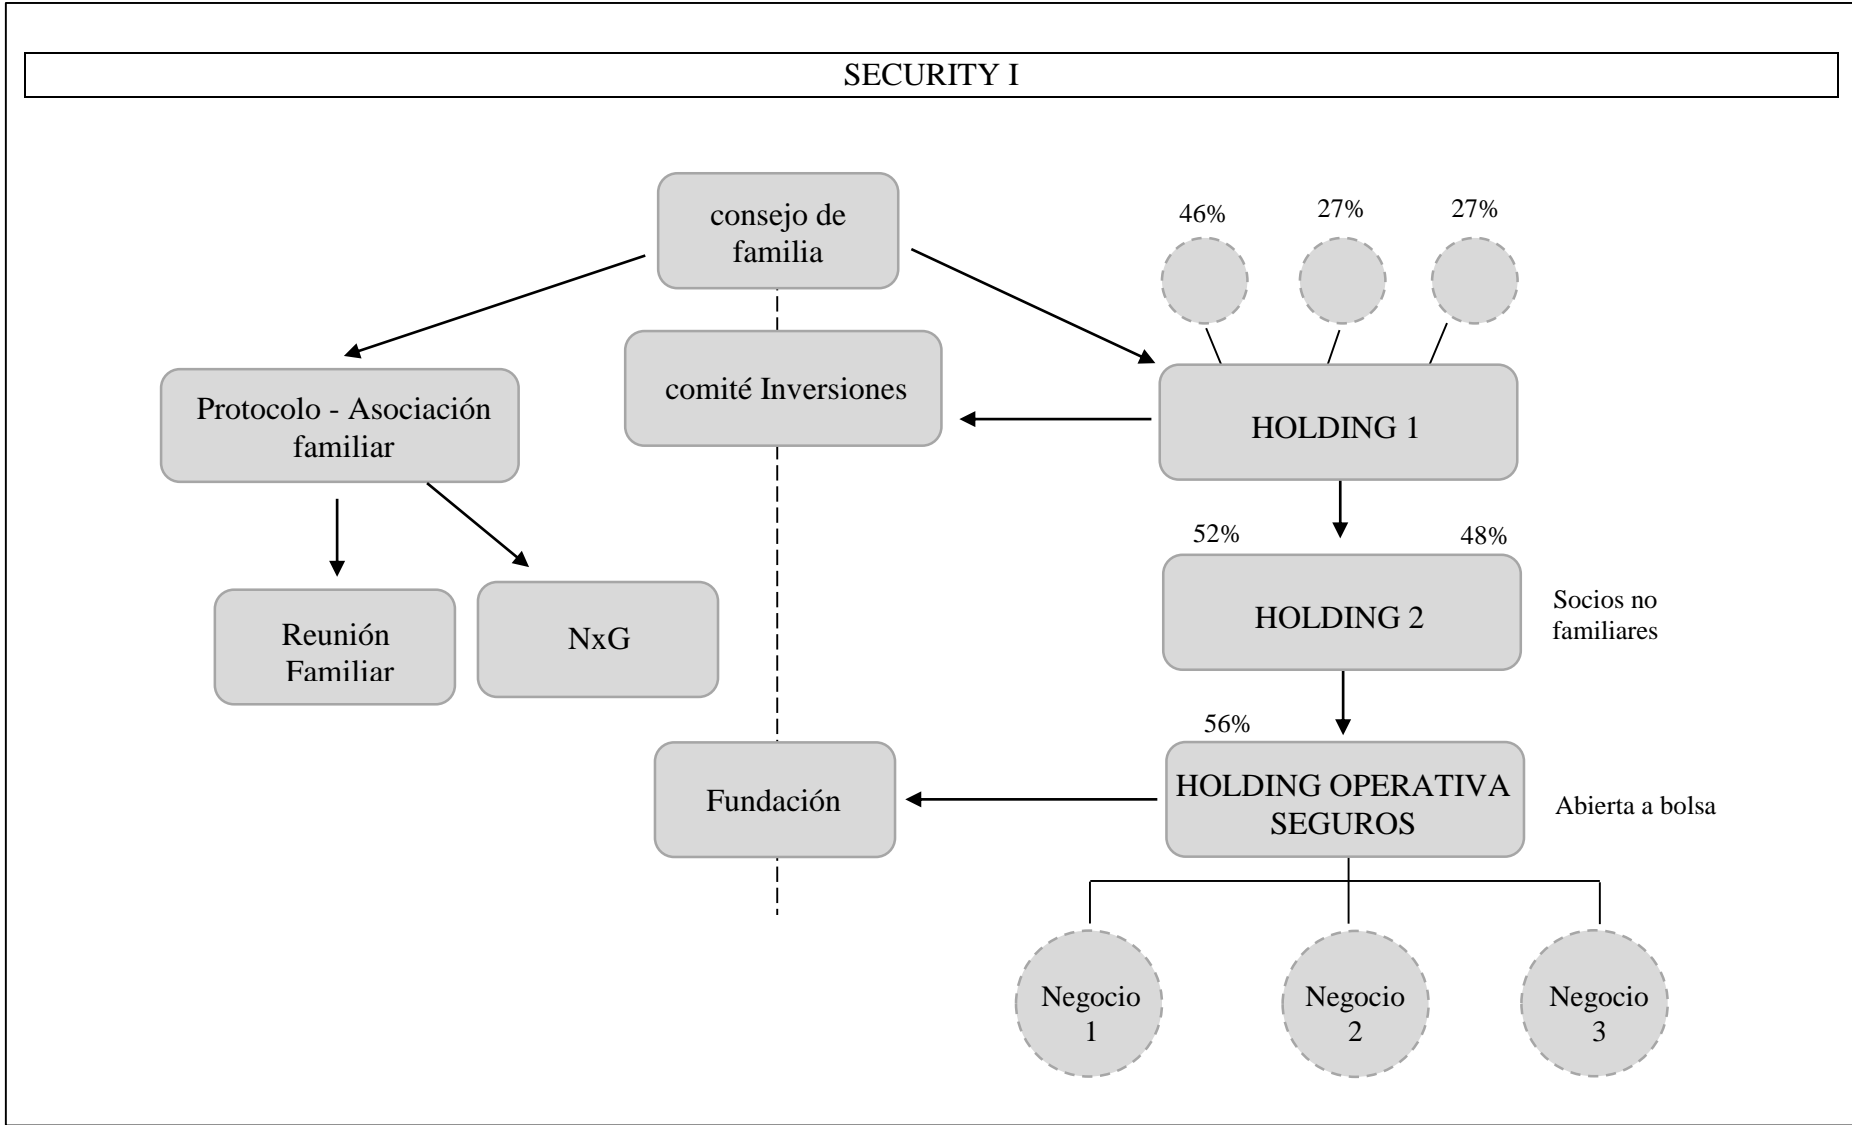 SECURITY I
consejo de
familia
46%
27%
27%
comité Inversiones
Protocolo - Asociación
familiar
HOLDING 1
52%
48%
Reunión
Familiar
NxG
HOLDING 2
Socios no
familiares
56%
Fundación
HOLDING OPERATIVA
SEGUROS
Abierta a bolsa
Negocio
1
Negocio
2
Negocio
3